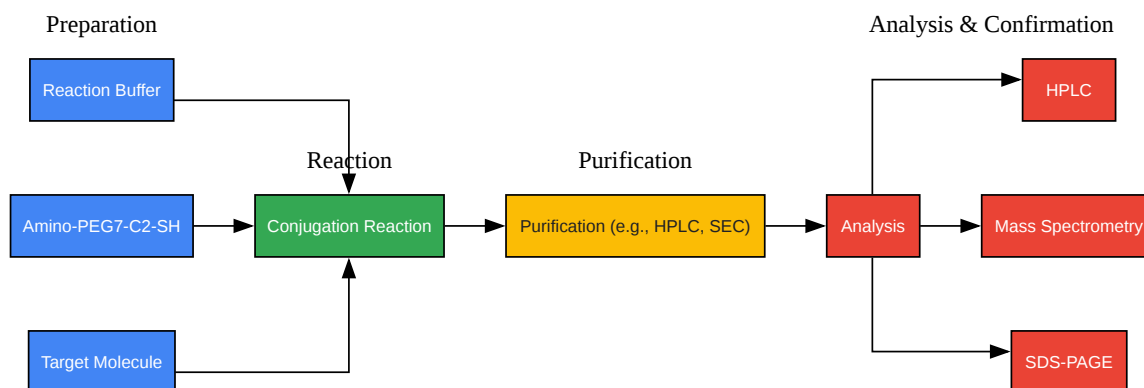 Preparation
Analysis & Confirmation
Reaction Buffer
HPLC
Reaction
Purification
Amino-PEG7-C2-SH
Conjugation Reaction
Purification (e.g., HPLC, SEC)
Analysis
Mass Spectrometry
Target Molecule
SDS-PAGE